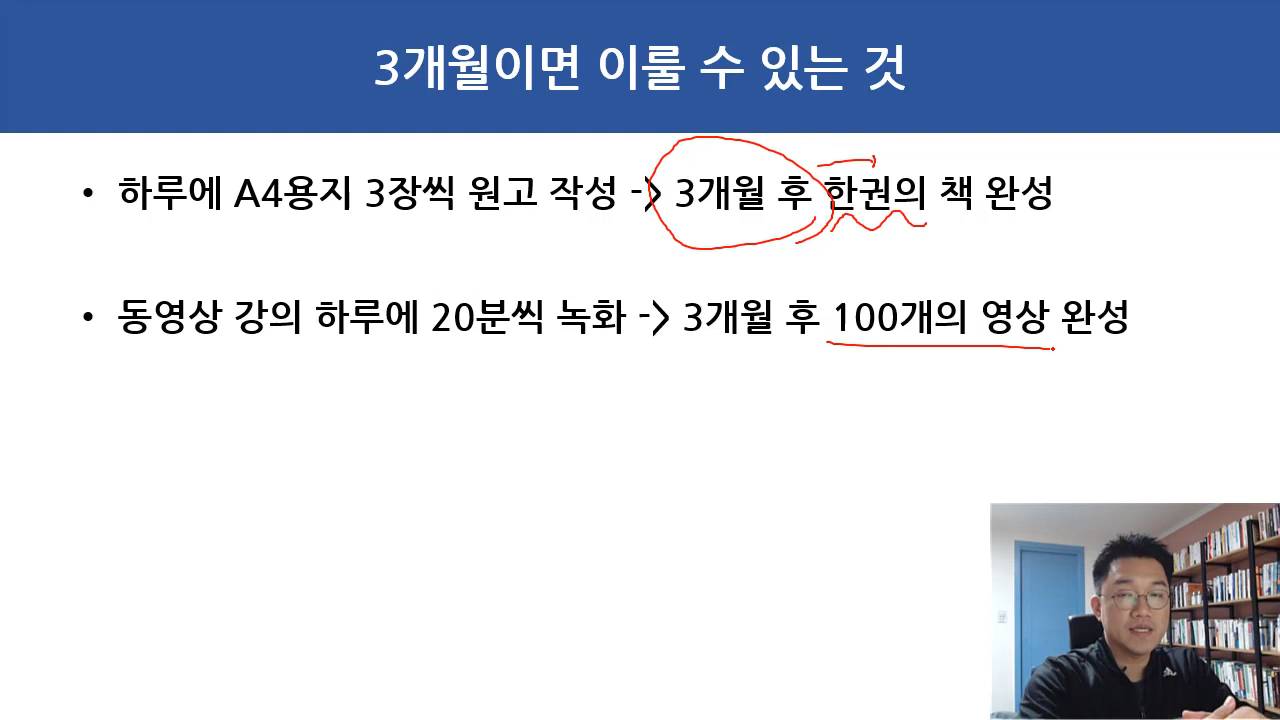 3개월이면 이룰 수 있는 것
• 하루에 A4용지 3장씩 원고 작성 -> 3개월 후 한권의 책 완성
• 동영상 강의 하루에 20분씩 녹화 -> 3개월 후 100개의 영상 완성